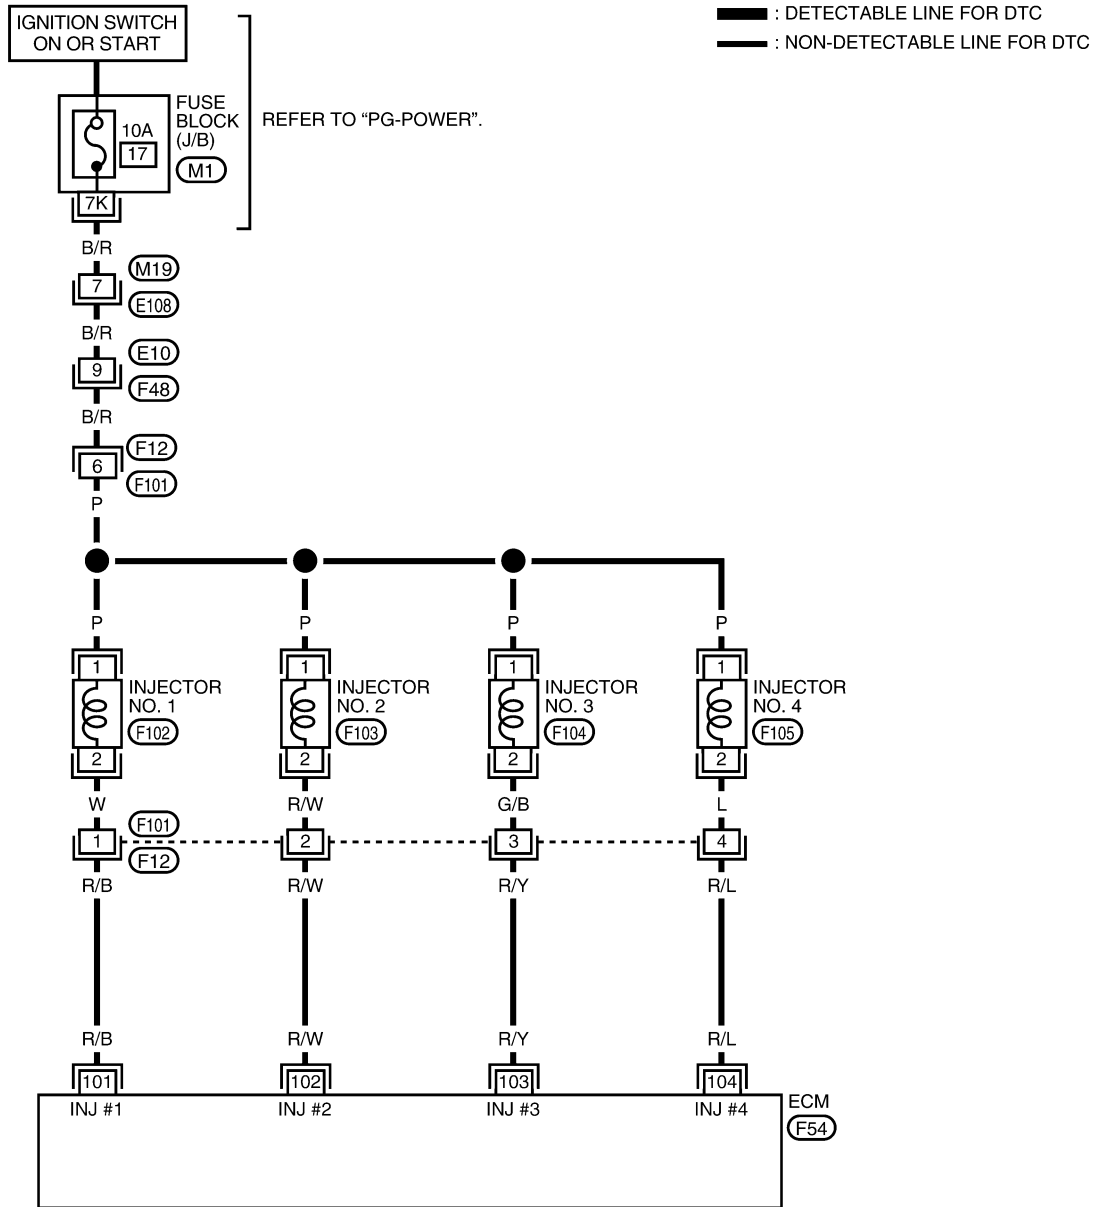 IGNITION SWITCH
ON OR START
: DETECTABLE LINE FOR DTC
: NON-DETECTABLE LINE FOR DTC
FUSE
BLOCK
(J/B)
10A
17
M1
REFER TO “PG-POWER”.
7K
B/R
M19
7
E108
B/R
E10
9
F48
B/R
F12
6
F101
P
P
P
P
P
1
1
1
1
INJECTOR
NO. 1
F102
INJECTOR
NO. 2
F103
INJECTOR
NO. 3
F104
INJECTOR
NO. 4
F105
2
2
2
2
W
R/W
G/B
L
F101
1
2
3
4
F12
R/B
R/W
R/Y
R/L
R/B
R/W
R/Y
R/L
101
102
103
104
INJ #1
INJ #2
INJ #3
INJ #4
ECM
F54